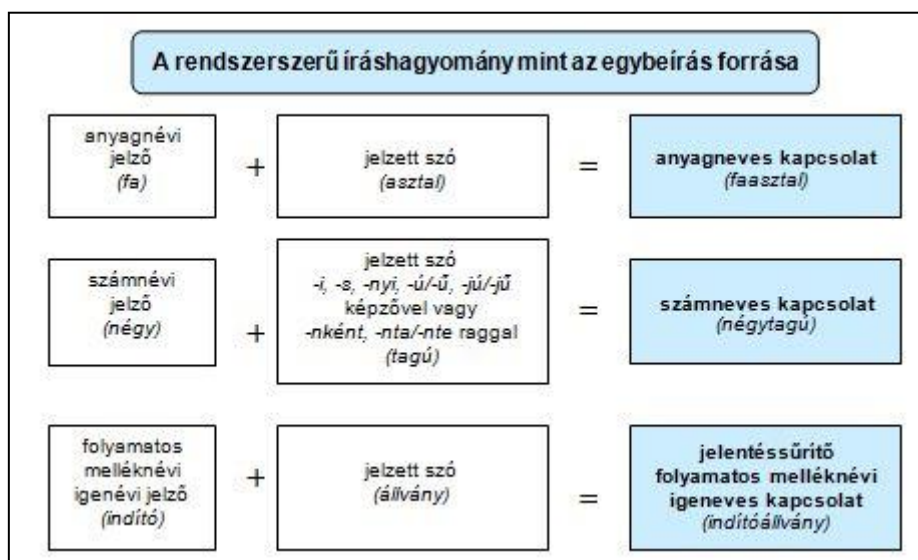 A rendszerszerű íráshagyomány mint az egybeírás forrása
anyagnévi
jelző
(fa)
+
jelzett szó
(asztal)
=
anyagneves kapcsolat
(faasztal)
számnévi
jelző
(négy)
+
jelzett szó
-i, -s, -nyi, -ú/-ű, -jú/-jű
képzővel vagy
-nként, -nta/-nte raggal
(tagú)
=
számneves kapcsolat
(négytagú)
folyamatos
melléknévi
igenévi jelző
(indító)
+
jelzett szó
(állvány)
=
jelentéssűrítő
folyamatos melléknévi
igeneves kapcsolat
(indítóállvány)